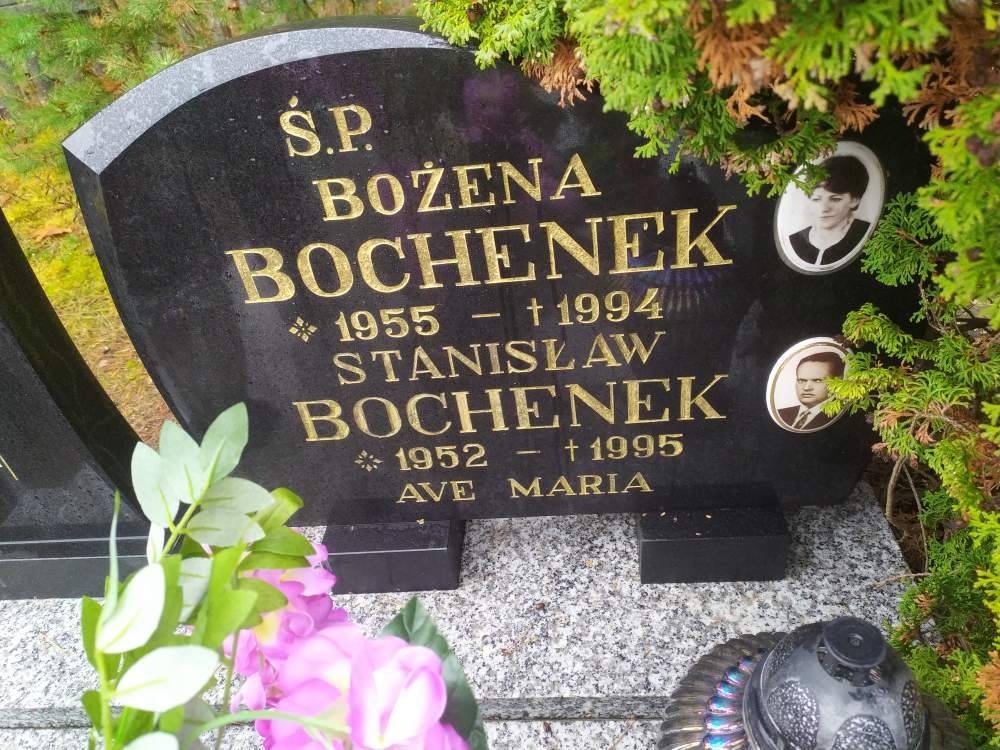 Ś.P.
BOŻENA
BOCHENEK
* 1955 – † 1994
STANISŁAW
BOCHENEK
* 1952 – † 1995
AVE MARIA